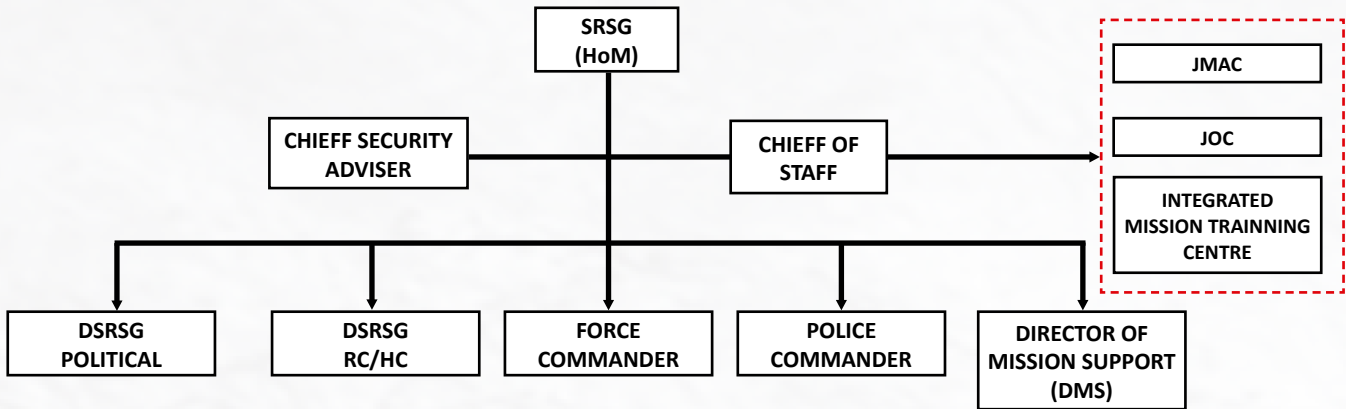 SRSG
(HoM)
CHIEFF SECURITY
ADVISER
CHIEFF OF
STAFF
JMAC
JOC
INTEGRATED
MISSION TRAINNING
CENTRE
DSRSG
POLITICAL
DSRSG
RC/HC
FORCE
COMMANDER
POLICE
COMMANDER
DIRECTOR OF
MISSION SUPPORT
(DMS)